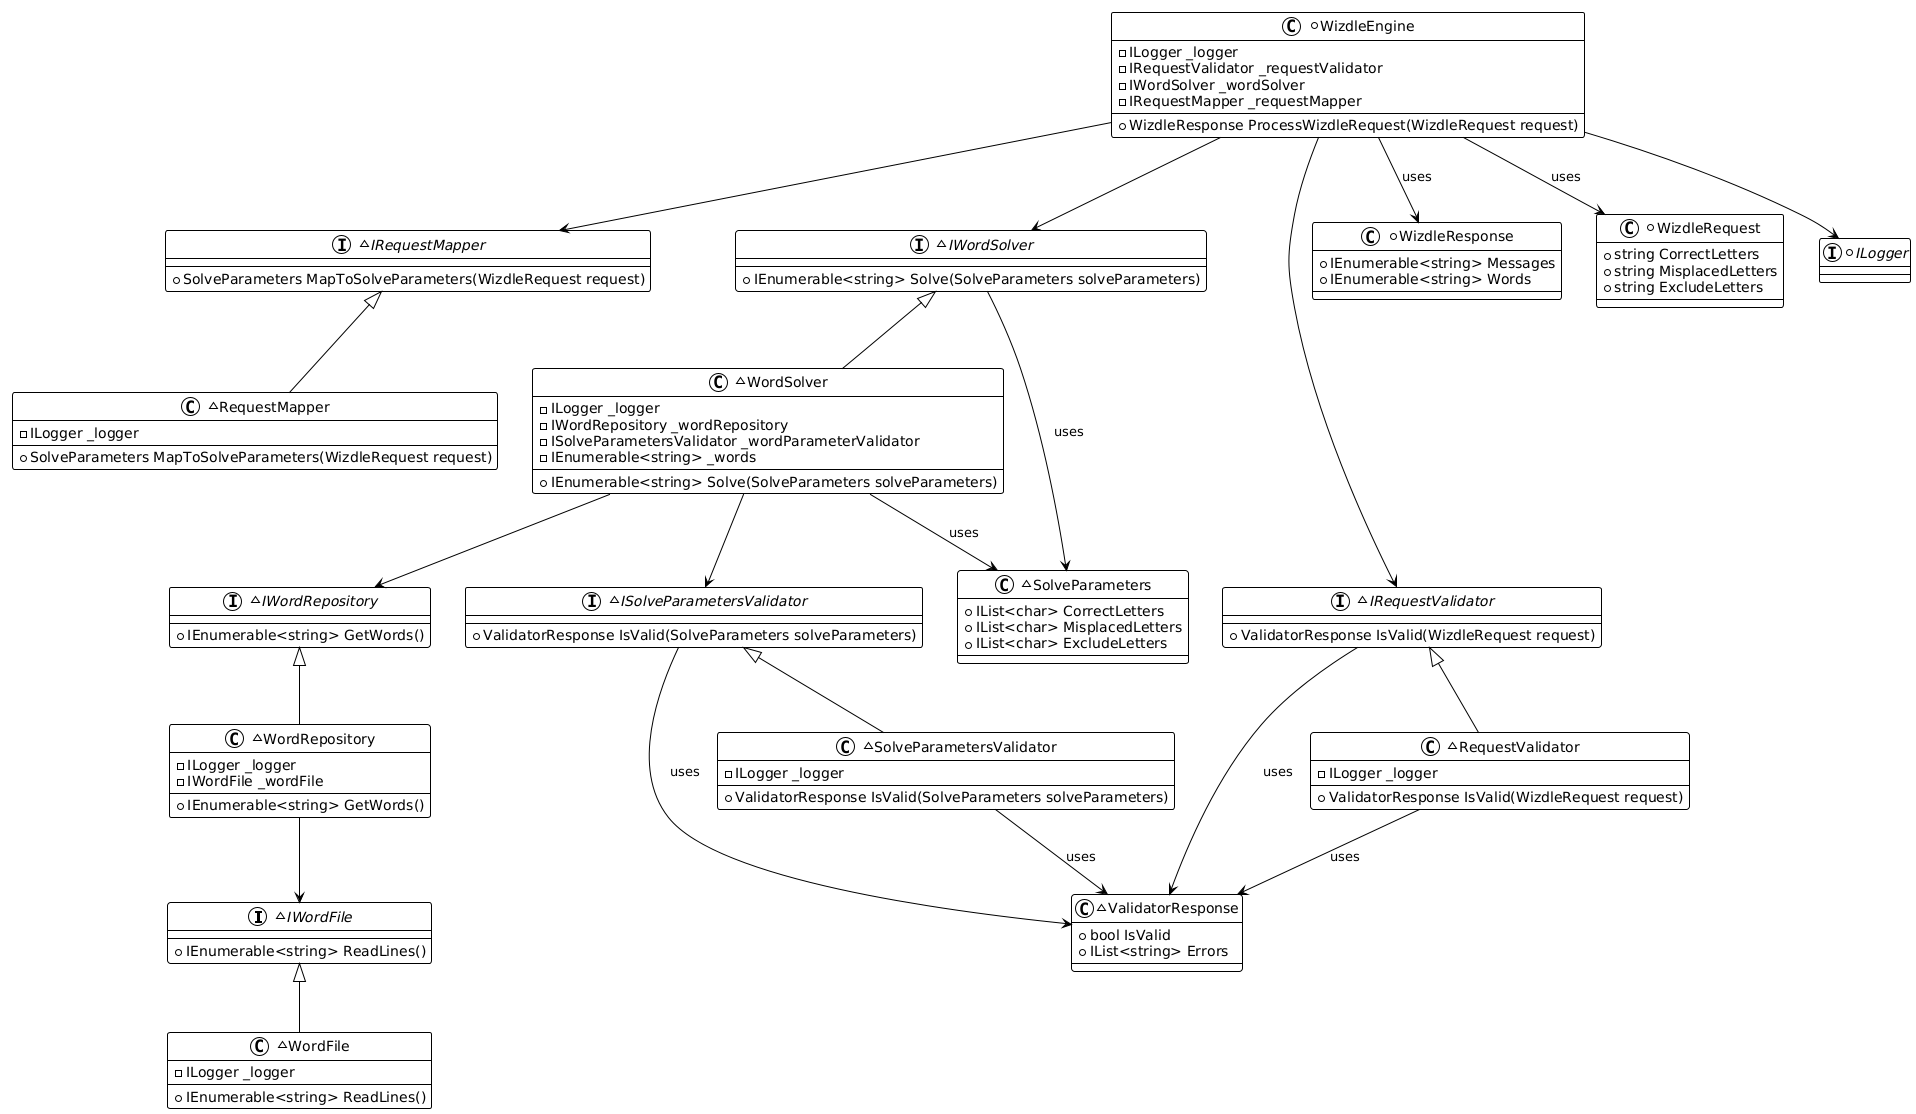 C WizdleEngine
ILogger _logger
IRequestValidator _requestValidator
IWordSolver _wordSolver
IRequestMapper _requestMapper
WizdleResponse ProcessWizdleRequest(WizdleRequest request)
uses
uses
I ~IRequestMapper
SolveParameters MapToSolveParameters(WizdleRequest request)
I ~IWordSolver
IEnumerable<string> Solve(SolveParameters solveParameters)
C WizdleResponse
IEnumerable<string> Messages
IEnumerable<string> Words
C WizdleRequest
string CorrectLetters
string MisplacedLetters
string ExcludeLetters
I ILogger
C ~RequestMapper
ILogger _logger
SolveParameters MapToSolveParameters(WizdleRequest request)
C ~WordSolver
ILogger _logger
IWordRepository _wordRepository
ISolveParametersValidator _wordParameterValidator
IEnumerable<string> _words
IEnumerable<string> Solve(SolveParameters solveParameters)
uses
uses
I ~IWordRepository
IEnumerable<string> GetWords()
I ~ISolveParametersValidator
ValidatorResponse IsValid(SolveParameters solveParameters)
C ~SolveParameters
IList<char> CorrectLetters
IList<char> MisplacedLetters
IList<char> ExcludeLetters
I ~IRequestValidator
ValidatorResponse IsValid(WizdleRequest request)
C ~WordRepository
ILogger _logger
IWordFile _wordFile
IEnumerable<string> GetWords()
uses
C ~SolveParametersValidator
ILogger _logger
ValidatorResponse IsValid(SolveParameters solveParameters)
uses
C ~RequestValidator
ILogger _logger
ValidatorResponse IsValid(WizdleRequest request)
uses
uses
I ~IWordFile
IEnumerable<string> ReadLines()
C ~ValidatorResponse
bool IsValid
IList<string> Errors
C ~WordFile
ILogger _logger
IEnumerable<string> ReadLines()